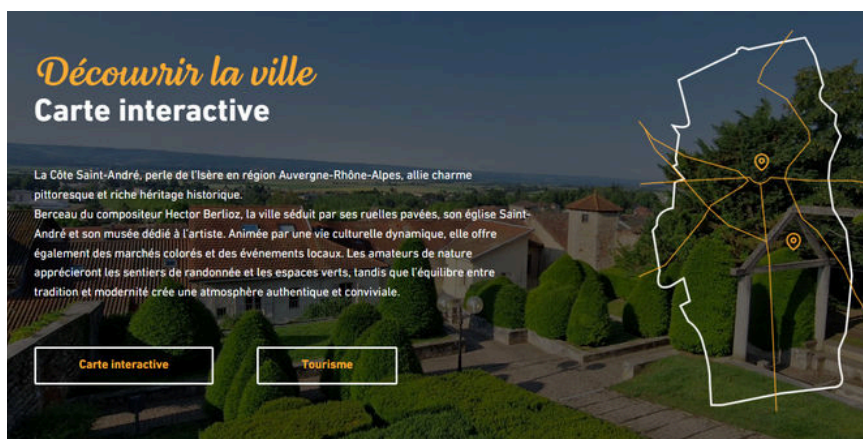 Découvrir la ville
Carte interactive
La Côte Saint-André, perle de l'Isère en région Auvergne-Rhône-Alpes, allie charme
pittoresque et riche héritage historique.
Berceau du compositeur Hector Berlioz, la ville séduit par ses ruelles pavées, son église Saint-
André et son musée dédié à l'artiste. Animée par une vie culturelle dynamique, elle offre
également des marchés colorés et des événements locaux. Les amateurs de nature
apprécieront les sentiers de randonnée et les espaces verts, tandis que l'équilibre entre
tradition et modernité crée une atmosphère authentique et conviviale.
Carte interactive
Tourisme